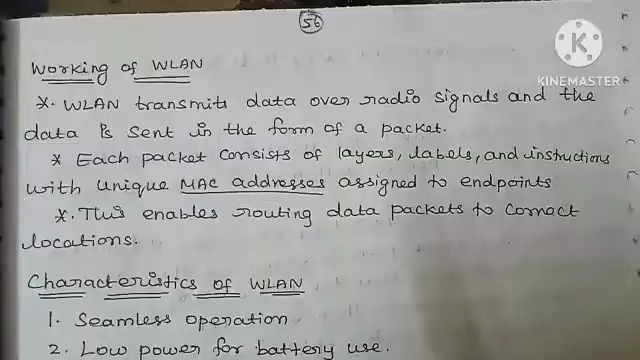 56
KINEMASTER
Working of WLAN
*. WLAN transmits data over radio signals and the
data is sent in the form of a packet.
* Each packet consists of layers, labels, and instructions
with unique MAC addresses assigned to endpoints
*. This enables routing data packets to correct
locations.
Characteristics of WLAN
1. Seamless operation
2. Low power for battery use.